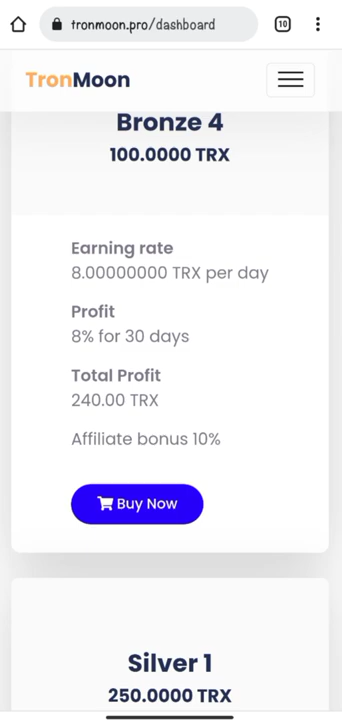 tronmoon.pro/dashboard
10
TronMoon
Bronze 4
100.0000 TRX
Earning rate
8.00000000 TRX per day
Profit
8% for 30 days
Total Profit
240.00 TRX
Affiliate bonus 10%
Buy Now
Silver 1
250.0000 TRX